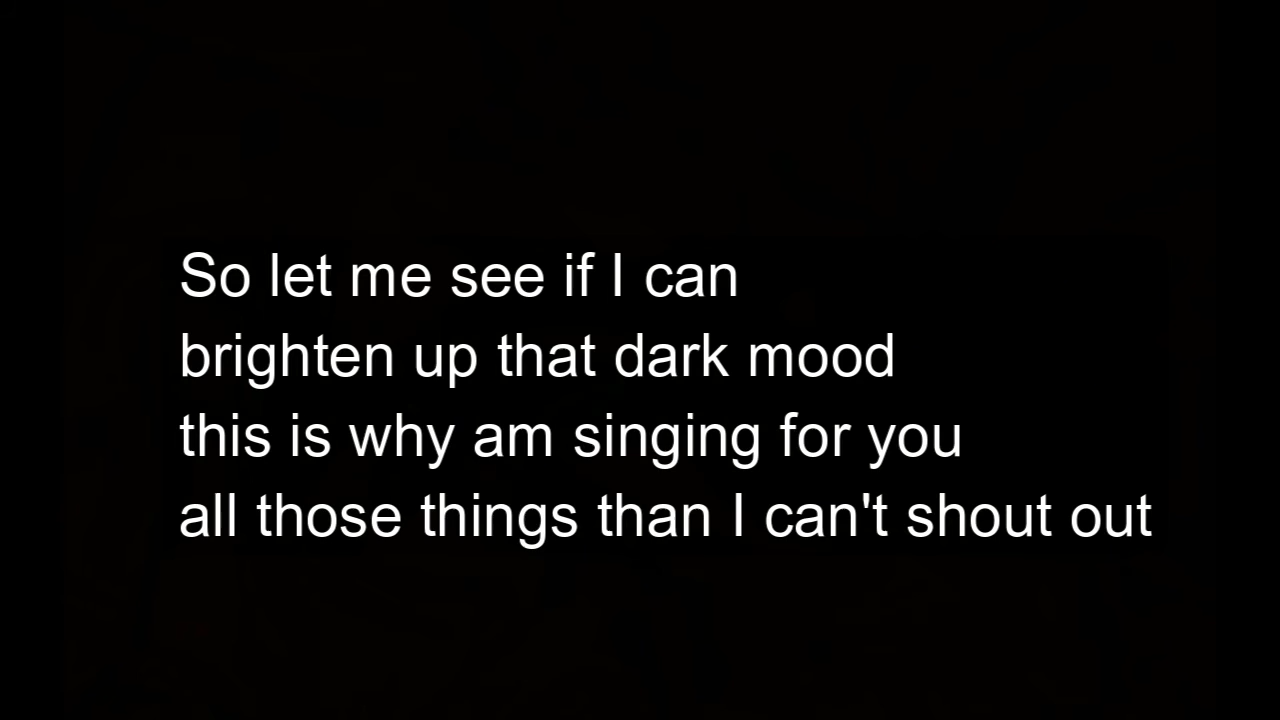 So let me see if I can
brighten up that dark mood
this is why am singing for you
all those things than I can't shout out